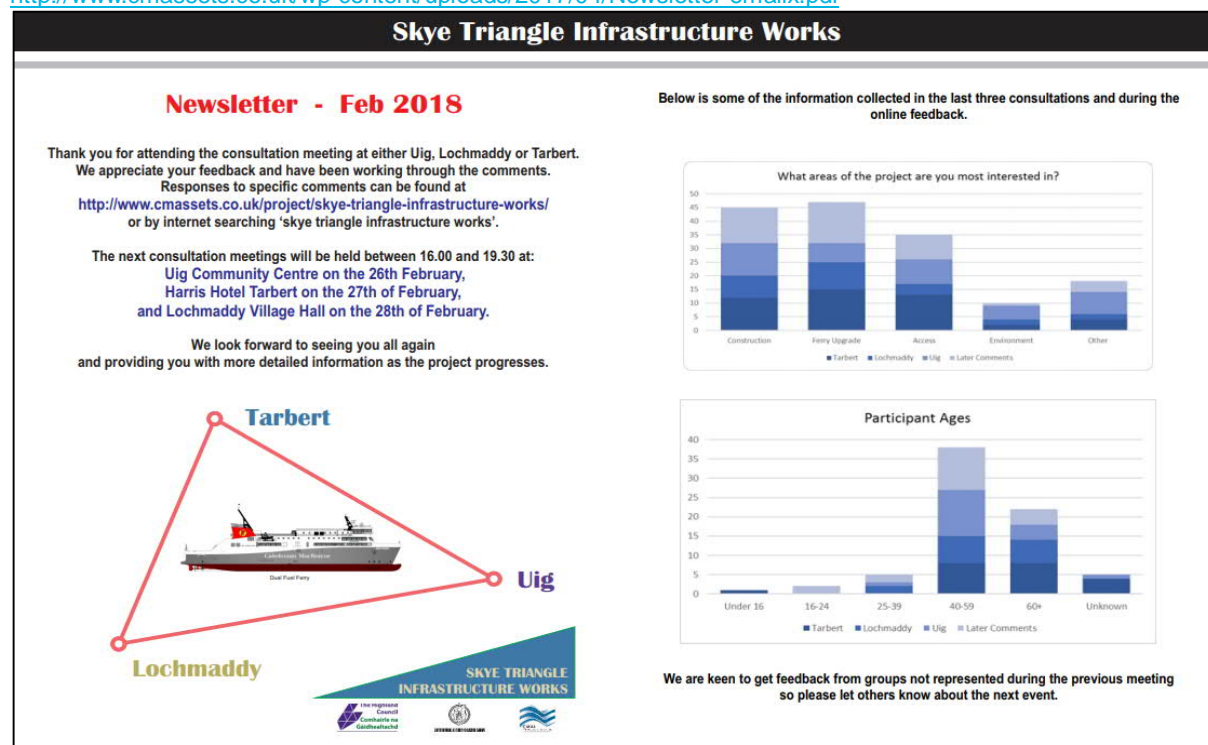 Skye Triangle Infrastructure Works
Newsletter - Feb 2018
Thank you for attending the consultation meeting at either Uig, Lochmaddy or Tarbert.
We appreciate your feedback and have been working through the comments.
Responses to specific comments can be found at
http://www.cmassets.co.uk/project/skye-triangle-infrastructure-works/
or by internet searching ‘skye triangle infrastructure works’.
The next consultation meetings will be held between 16.00 and 19.30 at:
Uig Community Centre on the 26th February,
Harris Hotel Tarbert on the 27th of February,
and Lochmaddy Village Hall on the 28th of February.
We look forward to seeing you all again
and providing you with more detailed information as the project progresses.
Tarbert
Caledonian MacBrayne
Dual Fuel Ferry
Uig
Lochmaddy
SKYE TRIANGLE
INFRASTRUCTURE WORKS
The Highland
Council
Comhairle na
Gàidhealtachd
Below is some of the information collected in the last three consultations and during the
online feedback.
What areas of the project are you most interested in?
50
45
40
35
30
25
20
15
10
5
0
Construction Ferry Upgrade Access Environment Other
Tarbert Lochmaddy Uig Later Comments
Participant Ages
40
35
30
25
20
15
10
5
0
Under 16 16-24 25-39 40-59 60+ Unknown
Tarbert Lochmaddy Uig Later Comments
We are keen to get feedback from groups not represented during the previous meeting
so please let others know about the next event.